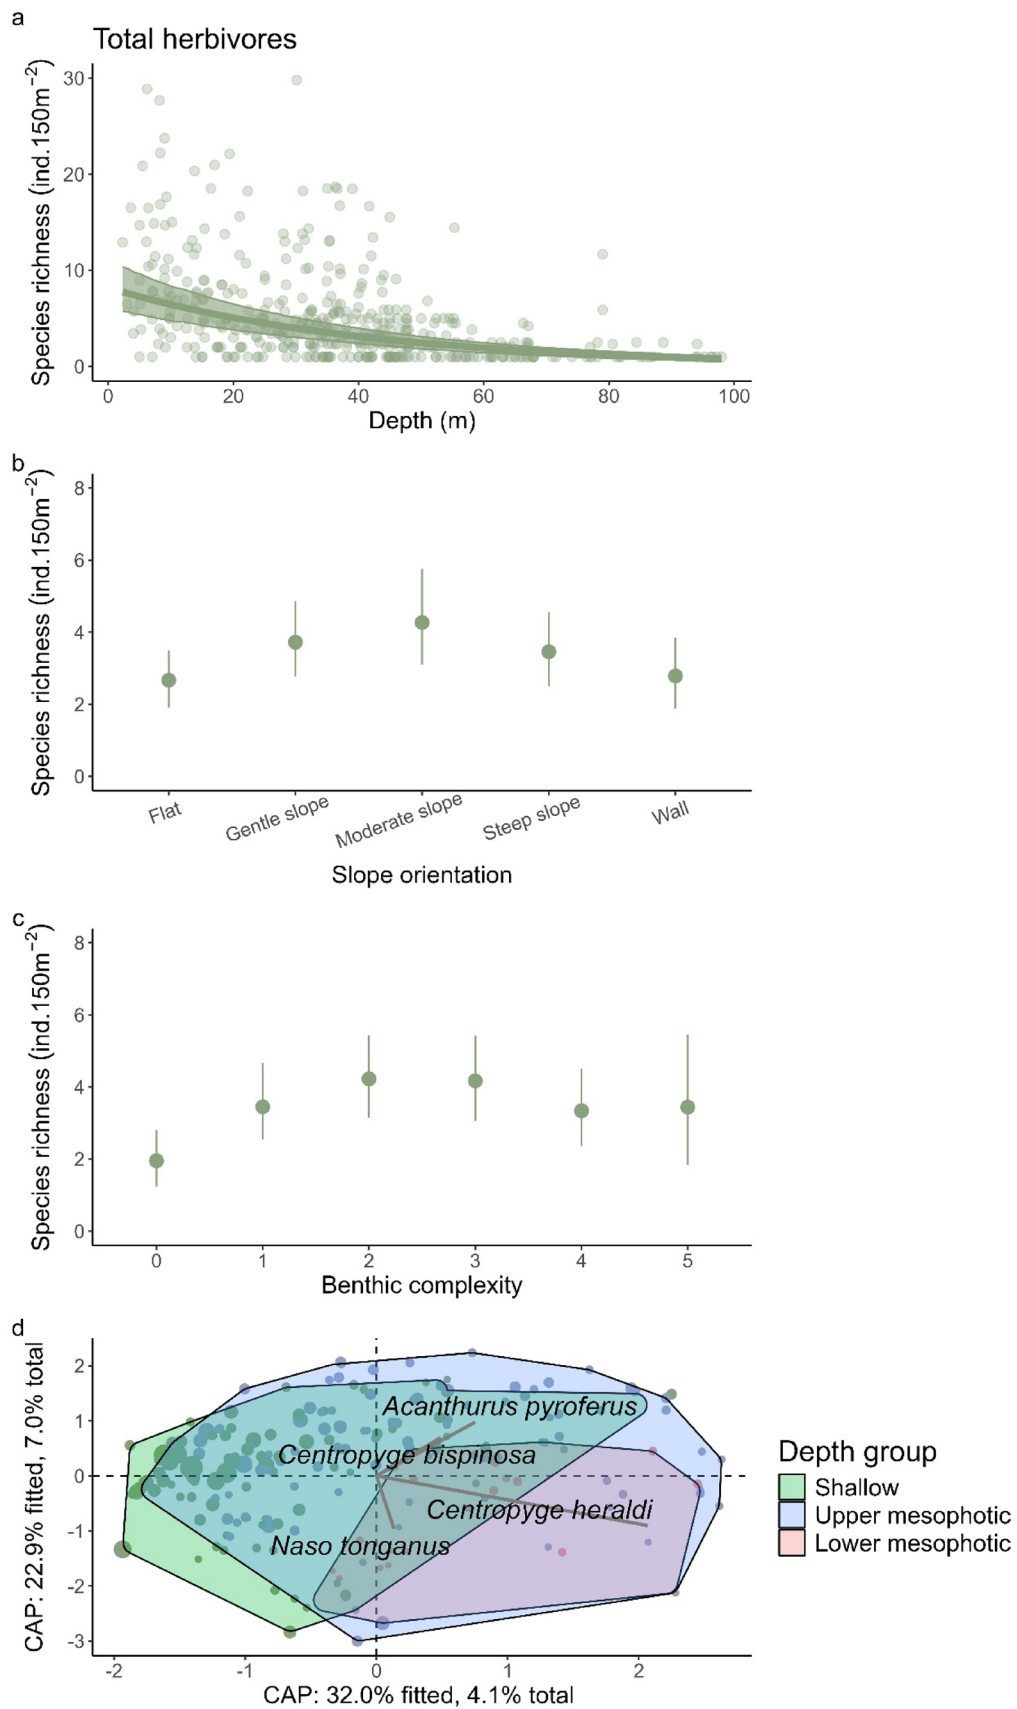 a
Total herbivores
Species richness (ind.150m−2)
30
20
10
0
0 20 40 60 80 100
Depth (m)
b
Species richness (ind.150m−2)
8
6
4
2
0
Flat Gentle slope Moderate slope Steep slope Wall
Slope orientation
c
Species richness (ind.150m−2)
8
6
4
2
0
0 1 2 3 4 5
Benthic complexity
d
CAP: 22.9% fitted, 7.0% total
2
1
0
-1
-2
-3
Acanthurus pyroferus
Centropyge bispinosa
Centropyge heraldi
Naso tonganus
-2 -1 0 1 2
CAP: 32.0% fitted, 4.1% total
Depth group
Shallow
Upper mesophotic
Lower mesophotic